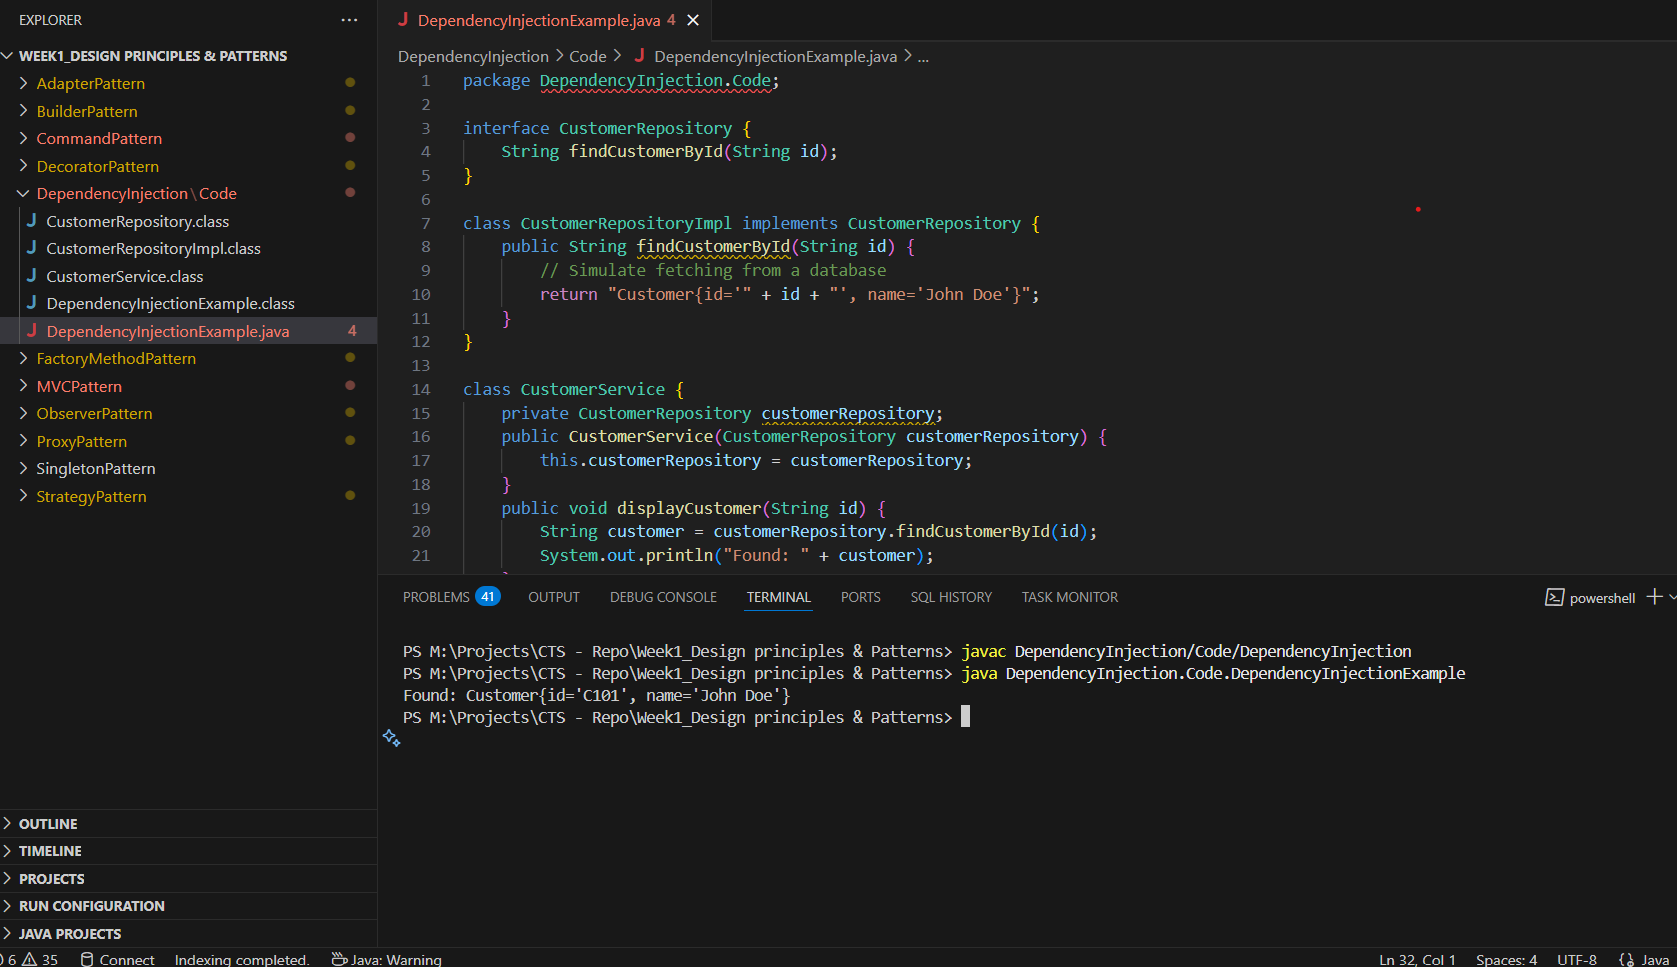 EXPLORER
WEEK1_DESIGN PRINCIPLES & PATTERNS
AdapterPattern
BuilderPattern
CommandPattern
DecoratorPattern
DependencyInjection\Code
CustomerRepository.class
CustomerRepositoryImpl.class
CustomerService.class
DependencyInjectionExample.class
DependencyInjectionExample.java 4
FactoryMethodPattern
MVCPattern
ObserverPattern
ProxyPattern
SingletonPattern
StrategyPattern
OUTLINE
TIMELINE
PROJECTS
RUN CONFIGURATION
JAVA PROJECTS
J DependencyInjectionExample.java 4
DependencyInjection > Code > J DependencyInjectionExample.java > ...
1 package DependencyInjection.Code;
2
3 interface CustomerRepository {
4 String findCustomerById(String id);
5 }
6
7 class CustomerRepositoryImpl implements CustomerRepository {
8 public String findCustomerById(String id) {
9 // Simulate fetching from a database
10 return "Customer{id='" + id + "', name='John Doe'}";
11 }
12 }
13
14 class CustomerService {
15 private CustomerRepository customerRepository;
16 public CustomerService(CustomerRepository customerRepository) {
17 this.customerRepository = customerRepository;
18 }
19 public void displayCustomer(String id) {
20 String customer = customerRepository.findCustomerById(id);
21 System.out.println("Found: " + customer);
PROBLEMS 41 OUTPUT DEBUG CONSOLE TERMINAL PORTS SQL HISTORY TASK MONITOR powershell
PS M:\Projects\CTS - Repo\Week1_Design principles & Patterns> javac DependencyInjection/Code/DependencyInjection
PS M:\Projects\CTS - Repo\Week1_Design principles & Patterns> java DependencyInjection.Code.DependencyInjectionExample
Found: Customer{id='C101', name='John Doe'}
PS M:\Projects\CTS - Repo\Week1_Design principles & Patterns>
6 35 Connect Indexing completed. Java: Warning Ln 32, Col 1 Spaces: 4 UTF-8 {} Java